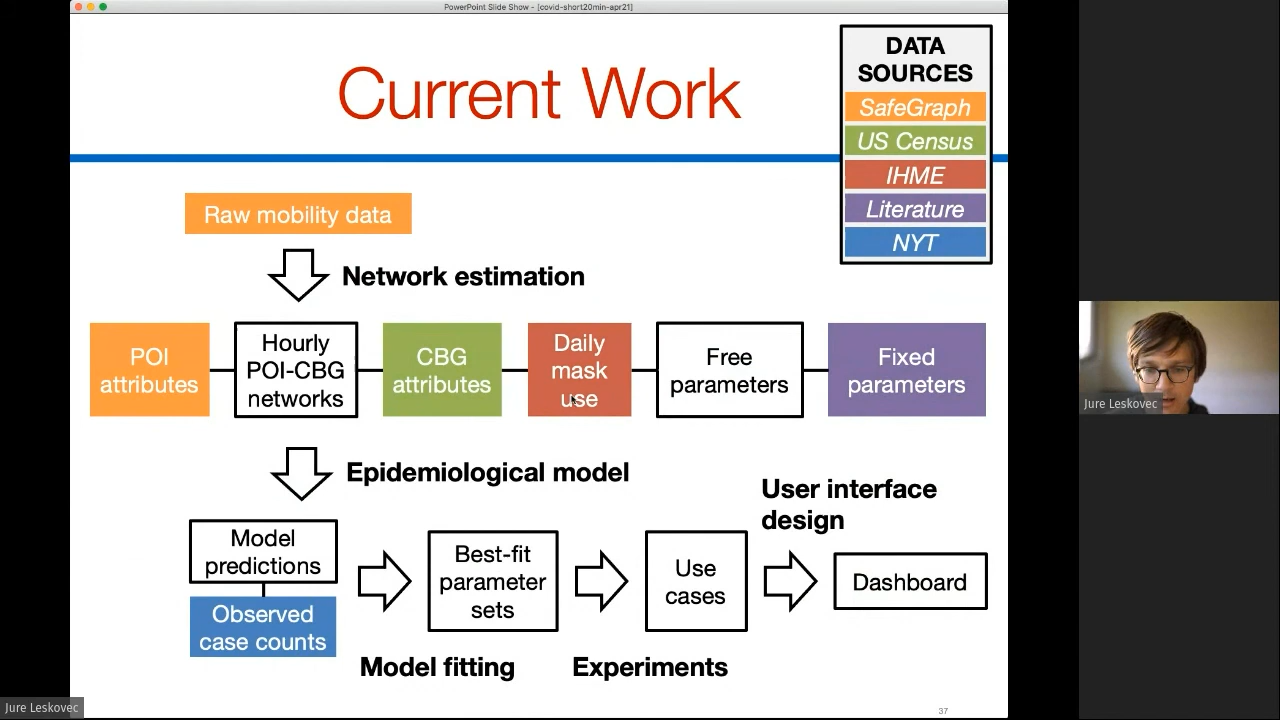 PowerPoint Slide Show - [covid-short20min-apr21]
Current Work
DATA
SOURCES
SafeGraph
US Census
IHME
Literature
NYT
Raw mobility data
Network estimation
POI
attributes
Hourly
POI-CBG
networks
CBG
attributes
Daily
mask
use
Free
parameters
Fixed
parameters
Epidemiological model
User interface
design
Model
predictions
Observed
case counts
Best-fit
parameter
sets
Use
cases
Dashboard
Model fitting
Experiments
37
Jure Leskovec
Jure Leskovec